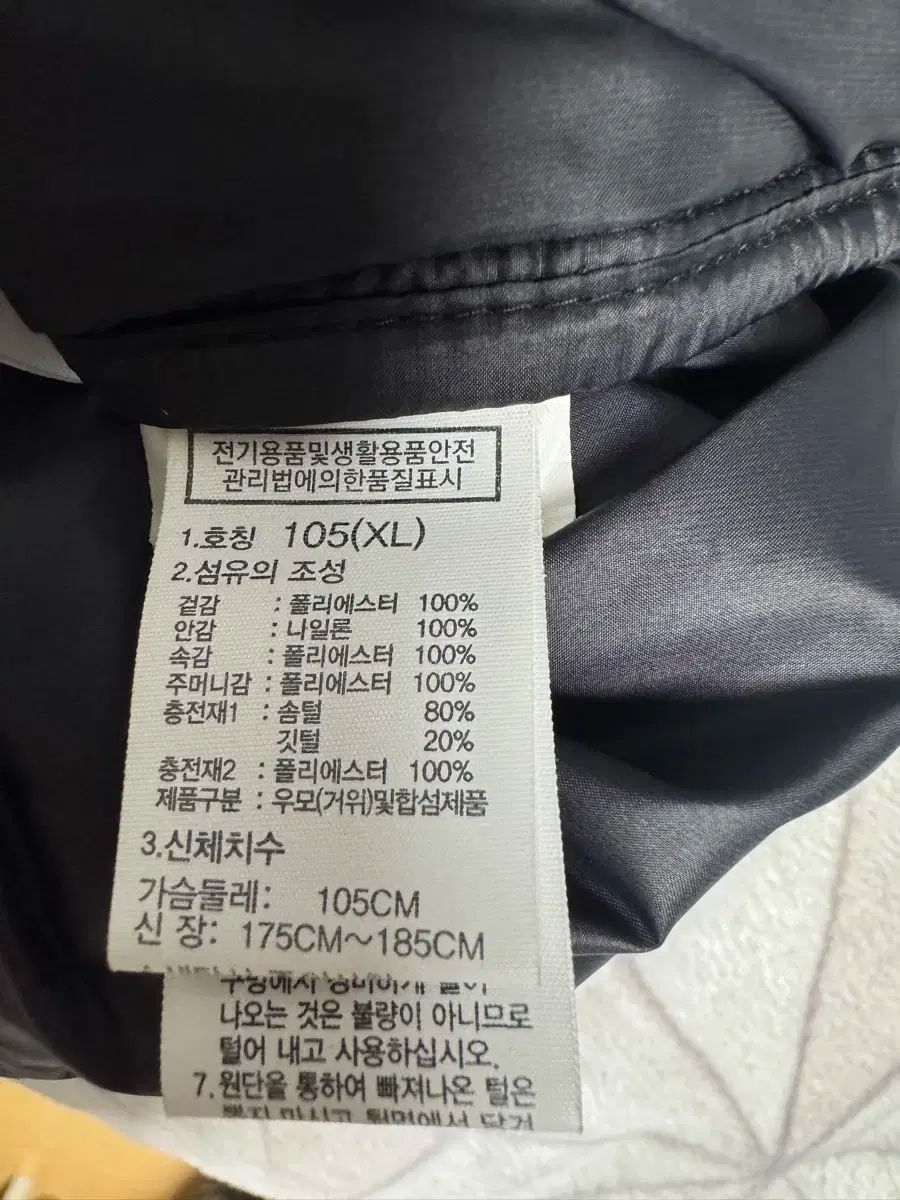 전기용품및생활용품안전
관리법에의한품질표시
1.호칭 105(XL)
2.섬유의 조성
겉감 : 폴리에스터 100%
안감 : 나일론 100%
속감 : 폴리에스터 100%
주머니감 : 폴리에스터 100%
충전재1 : 솜털 80%
깃털 20%
충전재2 : 폴리에스터 100%
제품구분 : 우모(거위)및합섬제품
3.신체치수
가슴둘레: 105CM
신 장: 175CM~185CM
나오는 것은 불량이 아니므로
털어 내고 사용하십시오.
7.원단을 통하여 빠져나온 털은